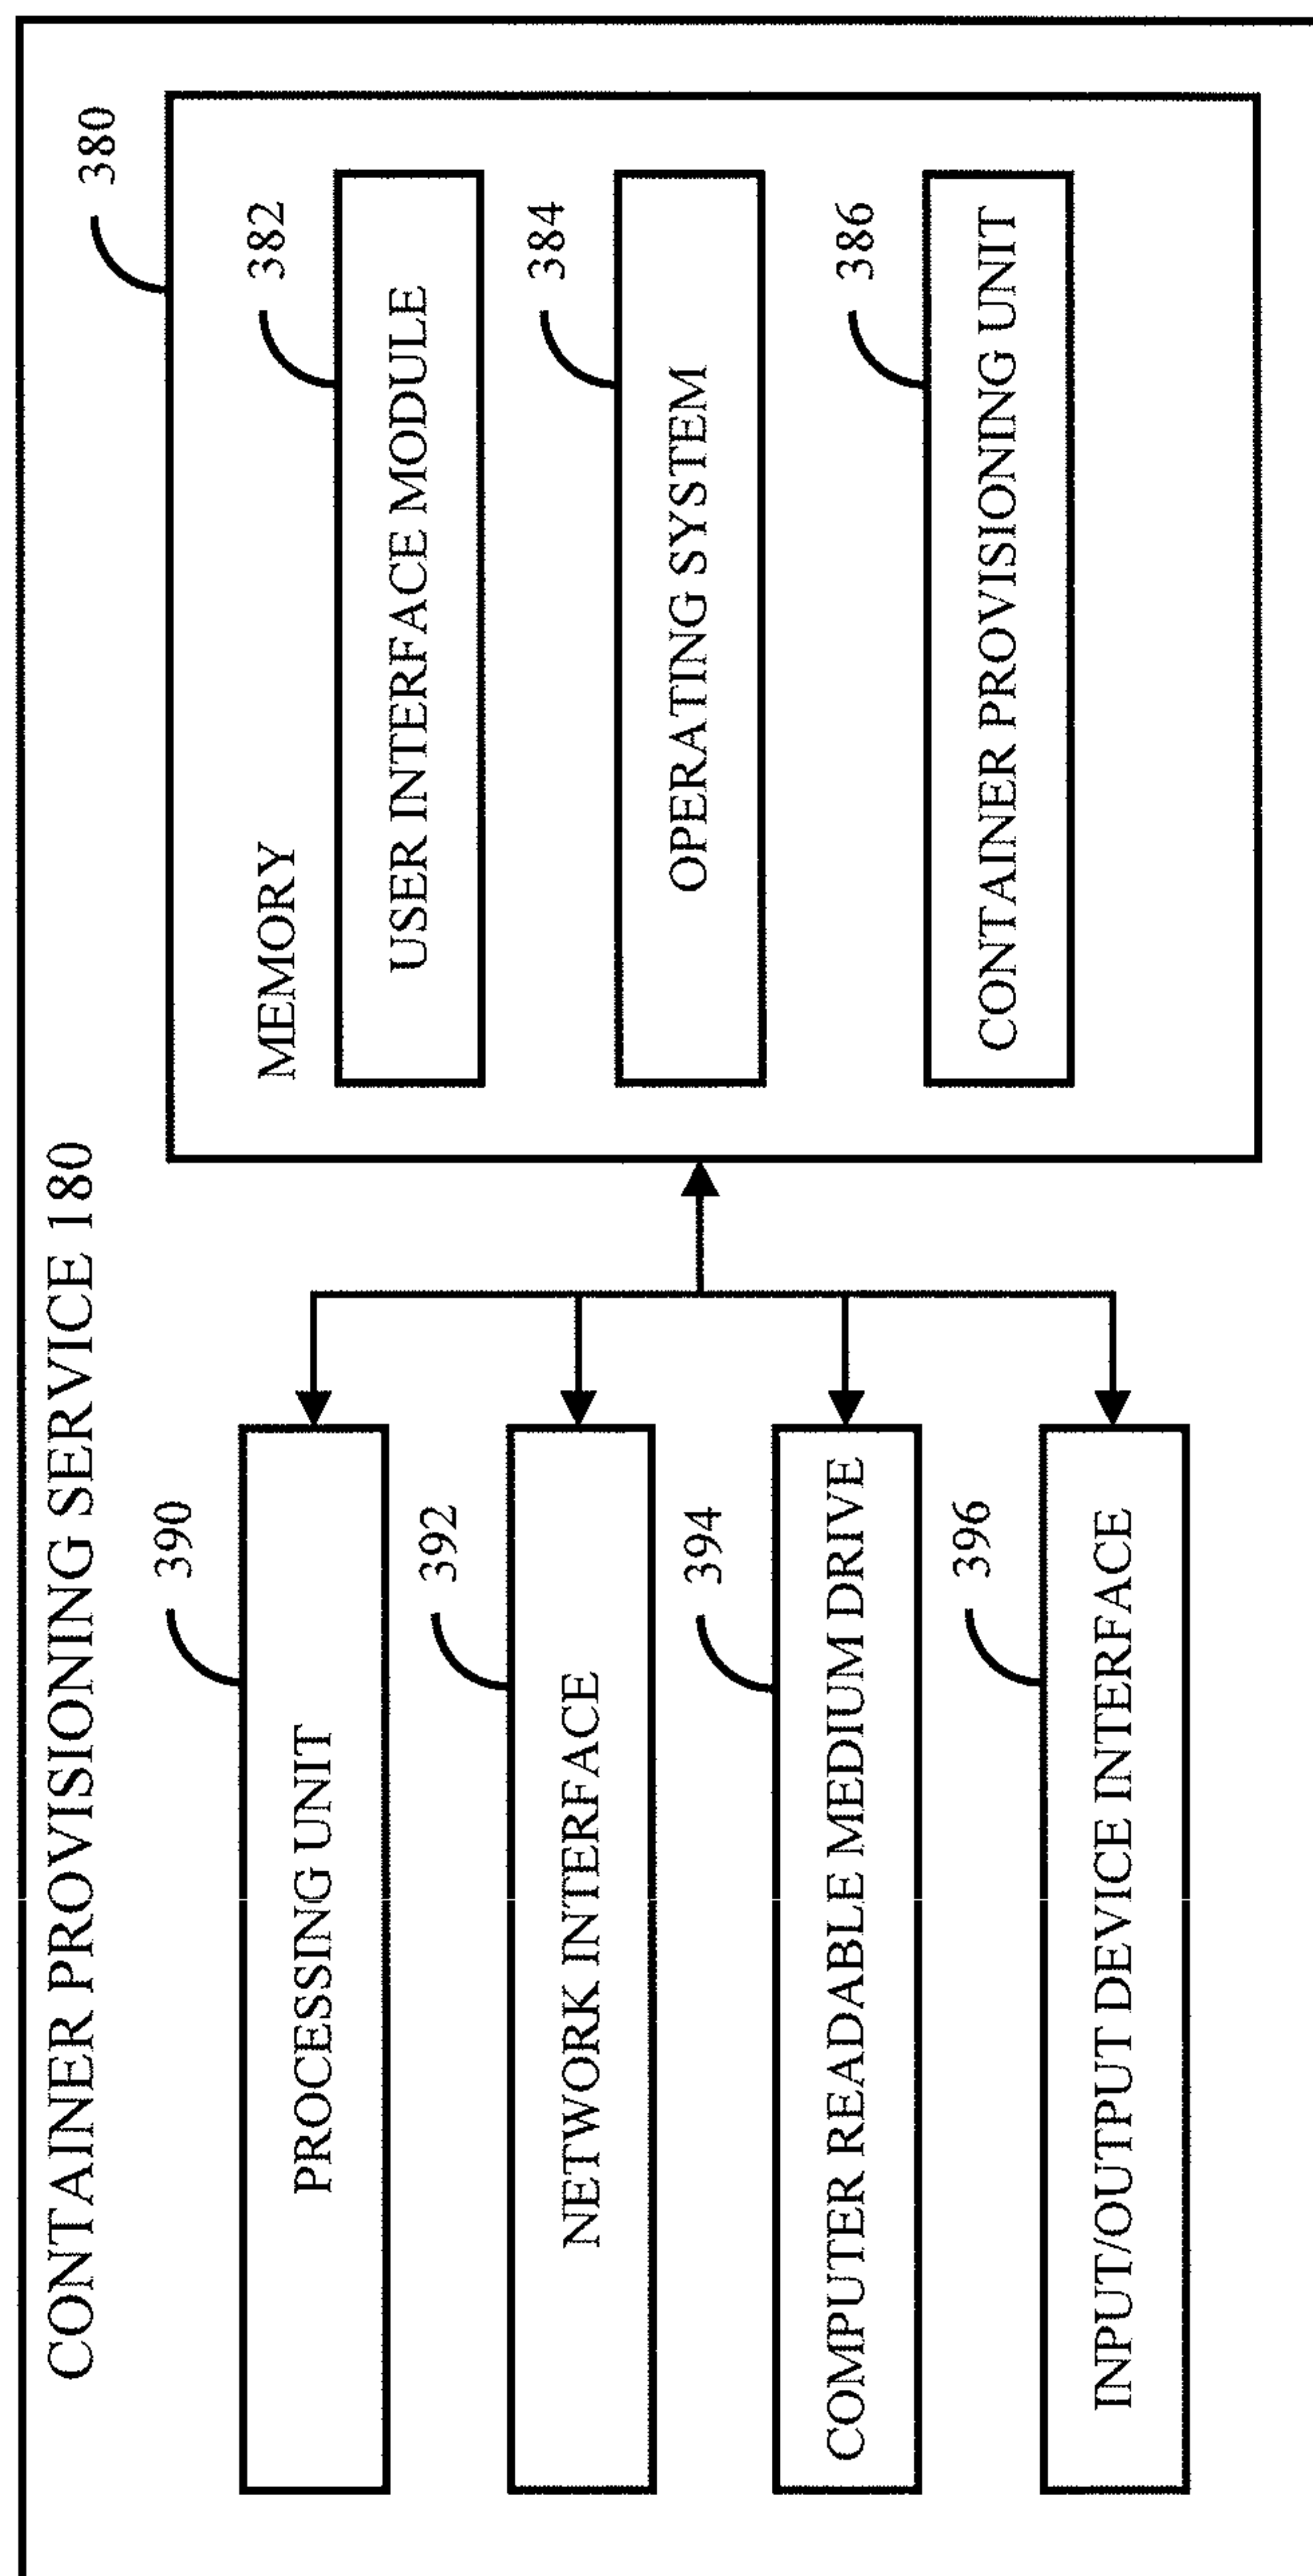 CONTAINER PROVISIONING SERVICE 180
390
PROCESSING UNIT
392
NETWORK INTERFACE
394
COMPUTER READABLE MEDIUM DRIVE
396
INPUT/OUTPUT DEVICE INTERFACE
380
MEMORY
382
USER INTERFACE MODULE
384
OPERATING SYSTEM
386
CONTAINER PROVISIONING UNIT